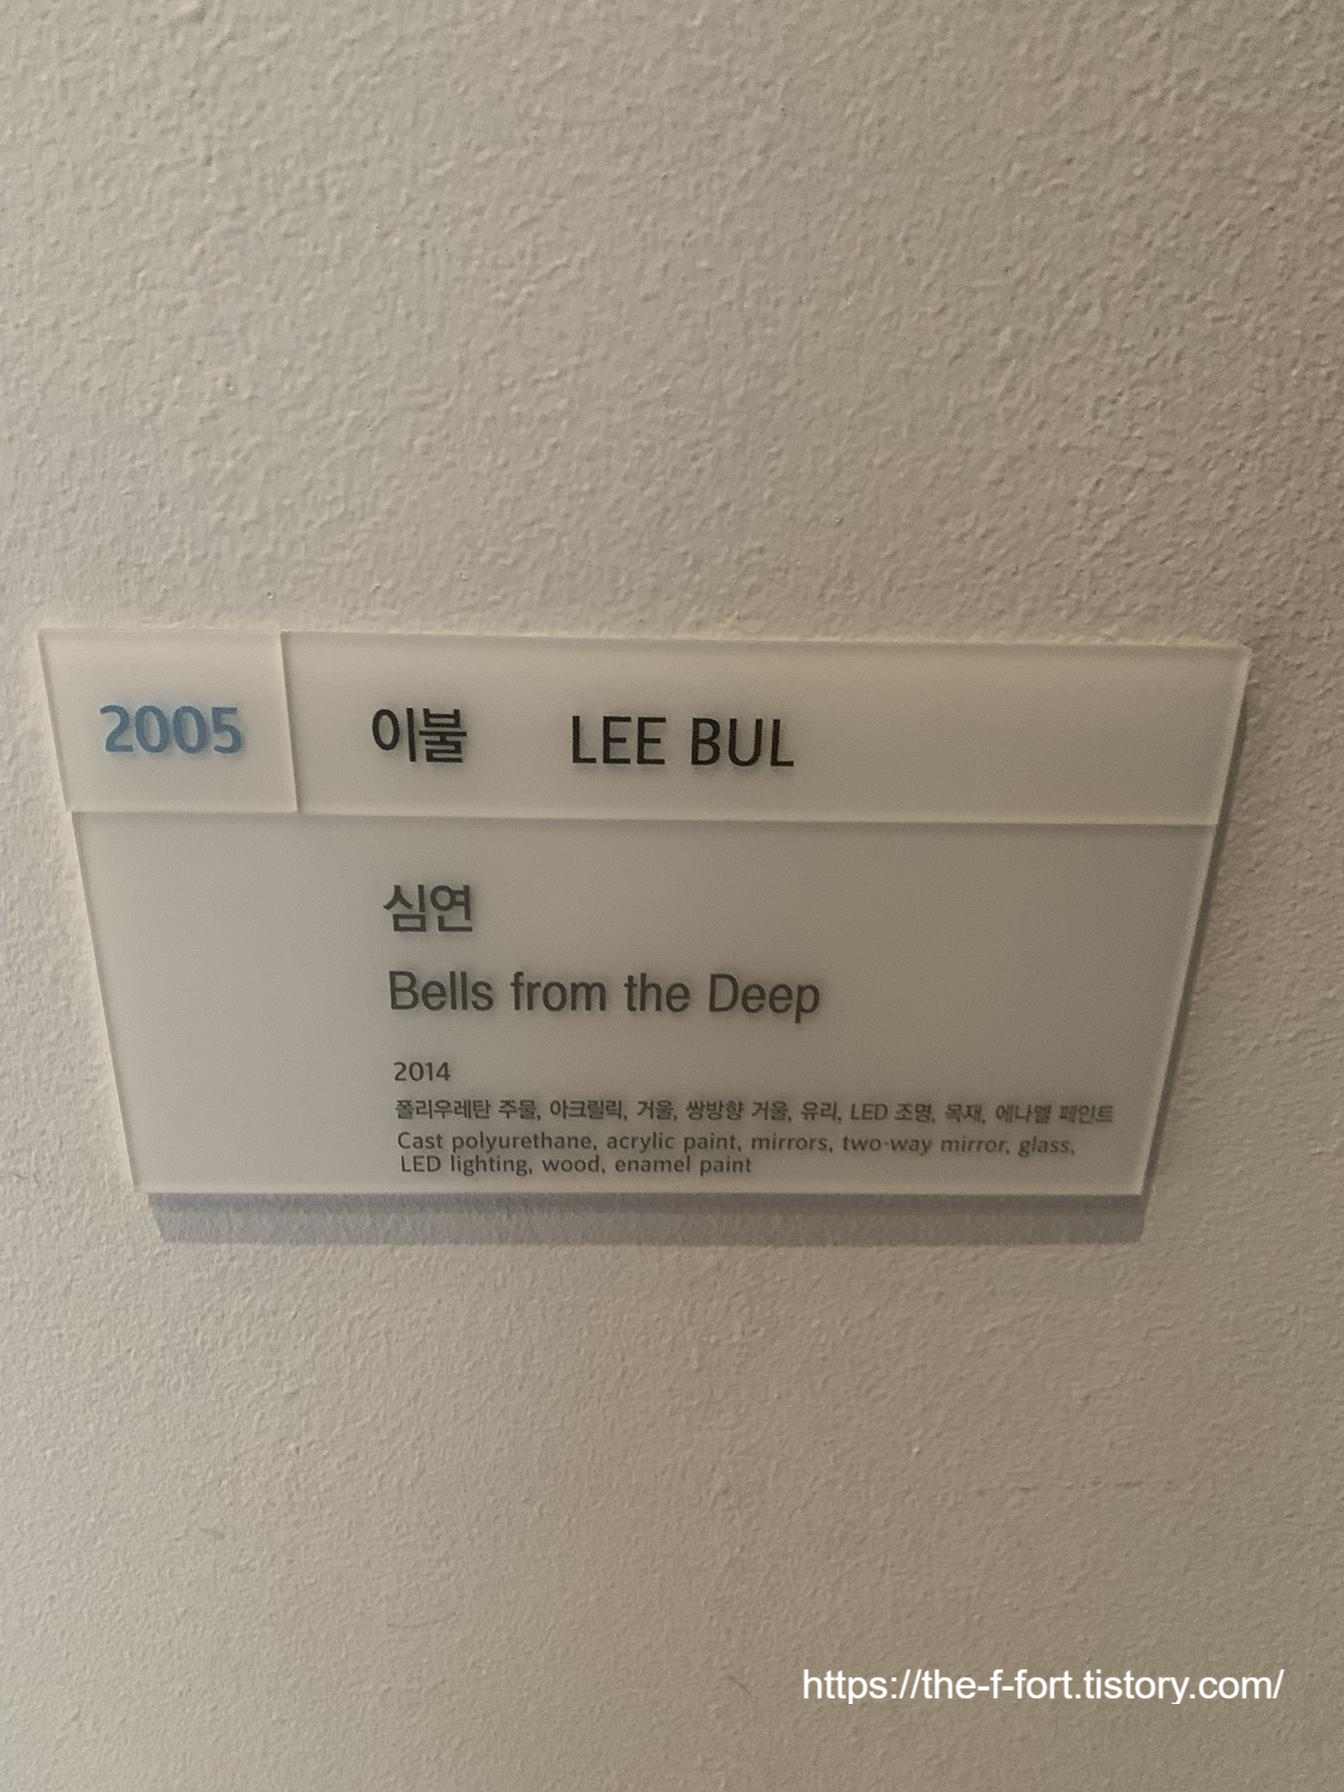 2005 이불 LEE BUL
심연
Bells from the Deep
2014
폴리우레탄 주물, 아크릴릭, 거울, 쌍방향 거울, 유리, LED 조명, 목재, 에나멜 페인트
Cast polyurethane, acrylic paint, mirrors, two-way mirror, glass,
LED lighting, wood, enamel paint
https://the-f-fort.tistory.com/